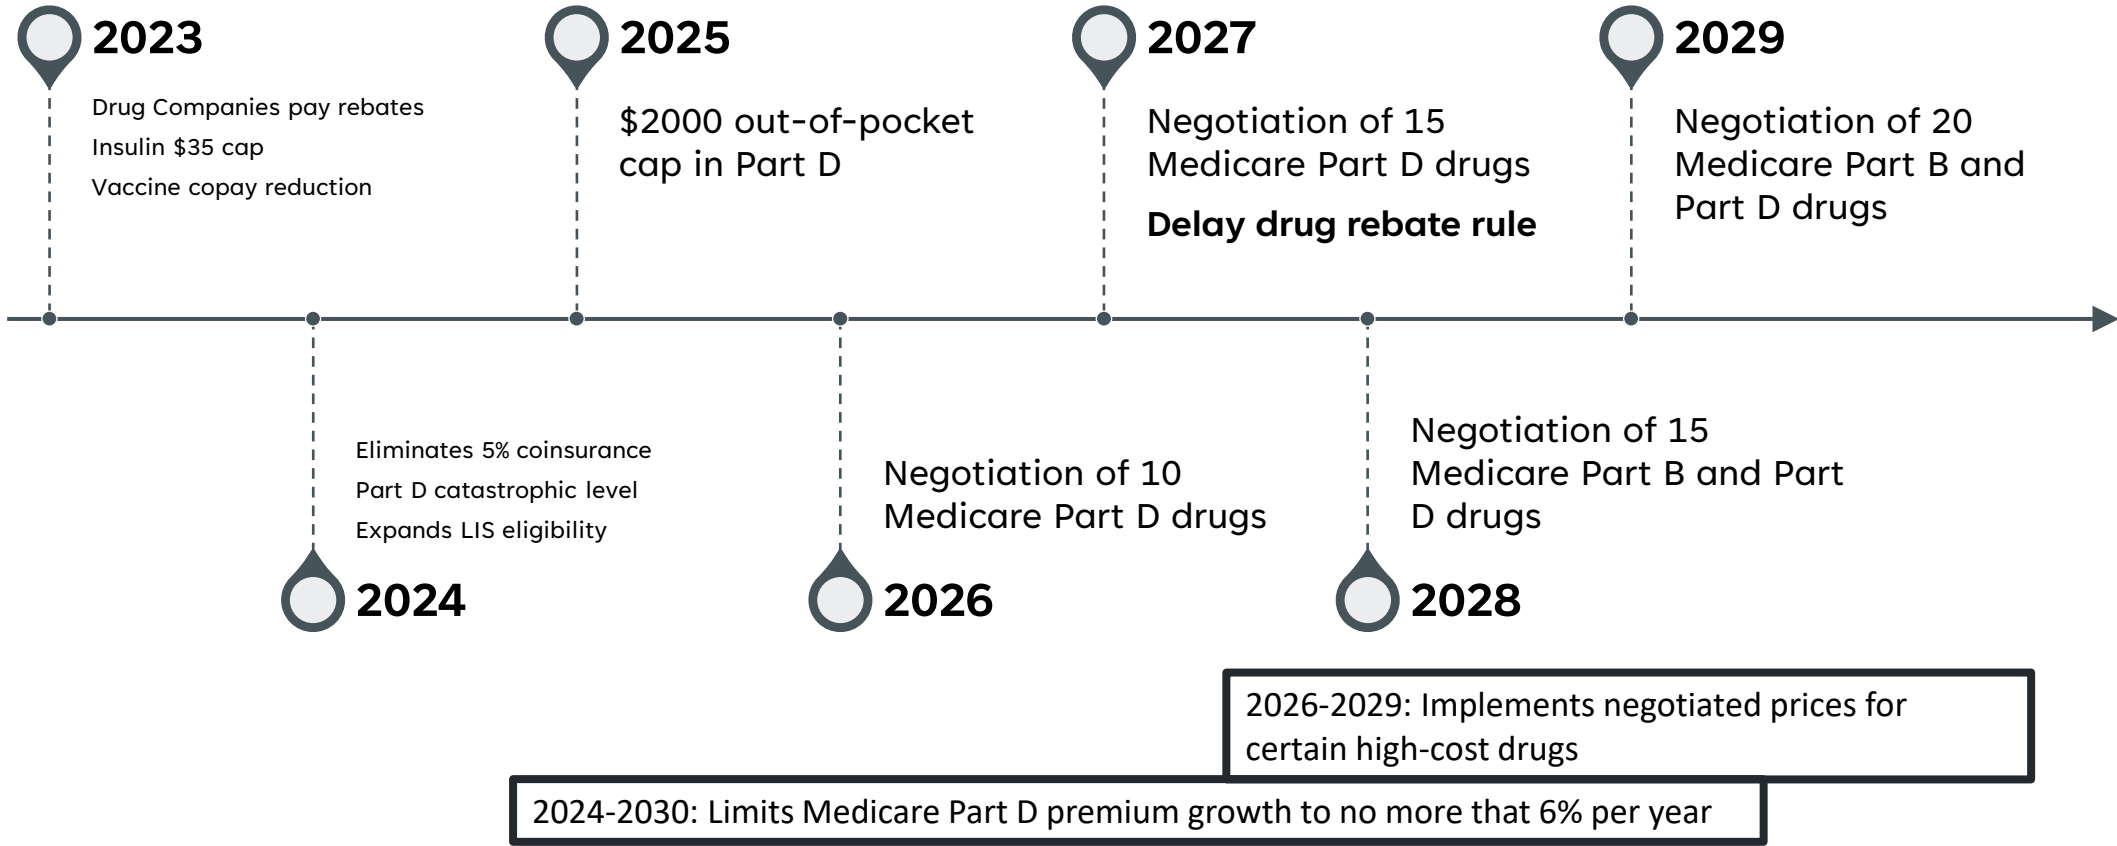 2023
Drug Companies pay rebates
Insulin $35 cap
Vaccine copay reduction
2025
$2000 out-of-pocket
cap in Part D
2027
Negotiation of 15
Medicare Part D drugs
Delay drug rebate rule
2029
Negotiation of 20
Medicare Part B and
Part D drugs
Eliminates 5% coinsurance
Part D catastrophic level
Expands LIS eligibility
2024
Negotiation of 10
Medicare Part D drugs
2026
Negotiation of 15
Medicare Part B and Part
D drugs
2028
2026-2029: Implements negotiated prices for
certain high-cost drugs
2024-2030: Limits Medicare Part D premium growth to no more that 6% per year